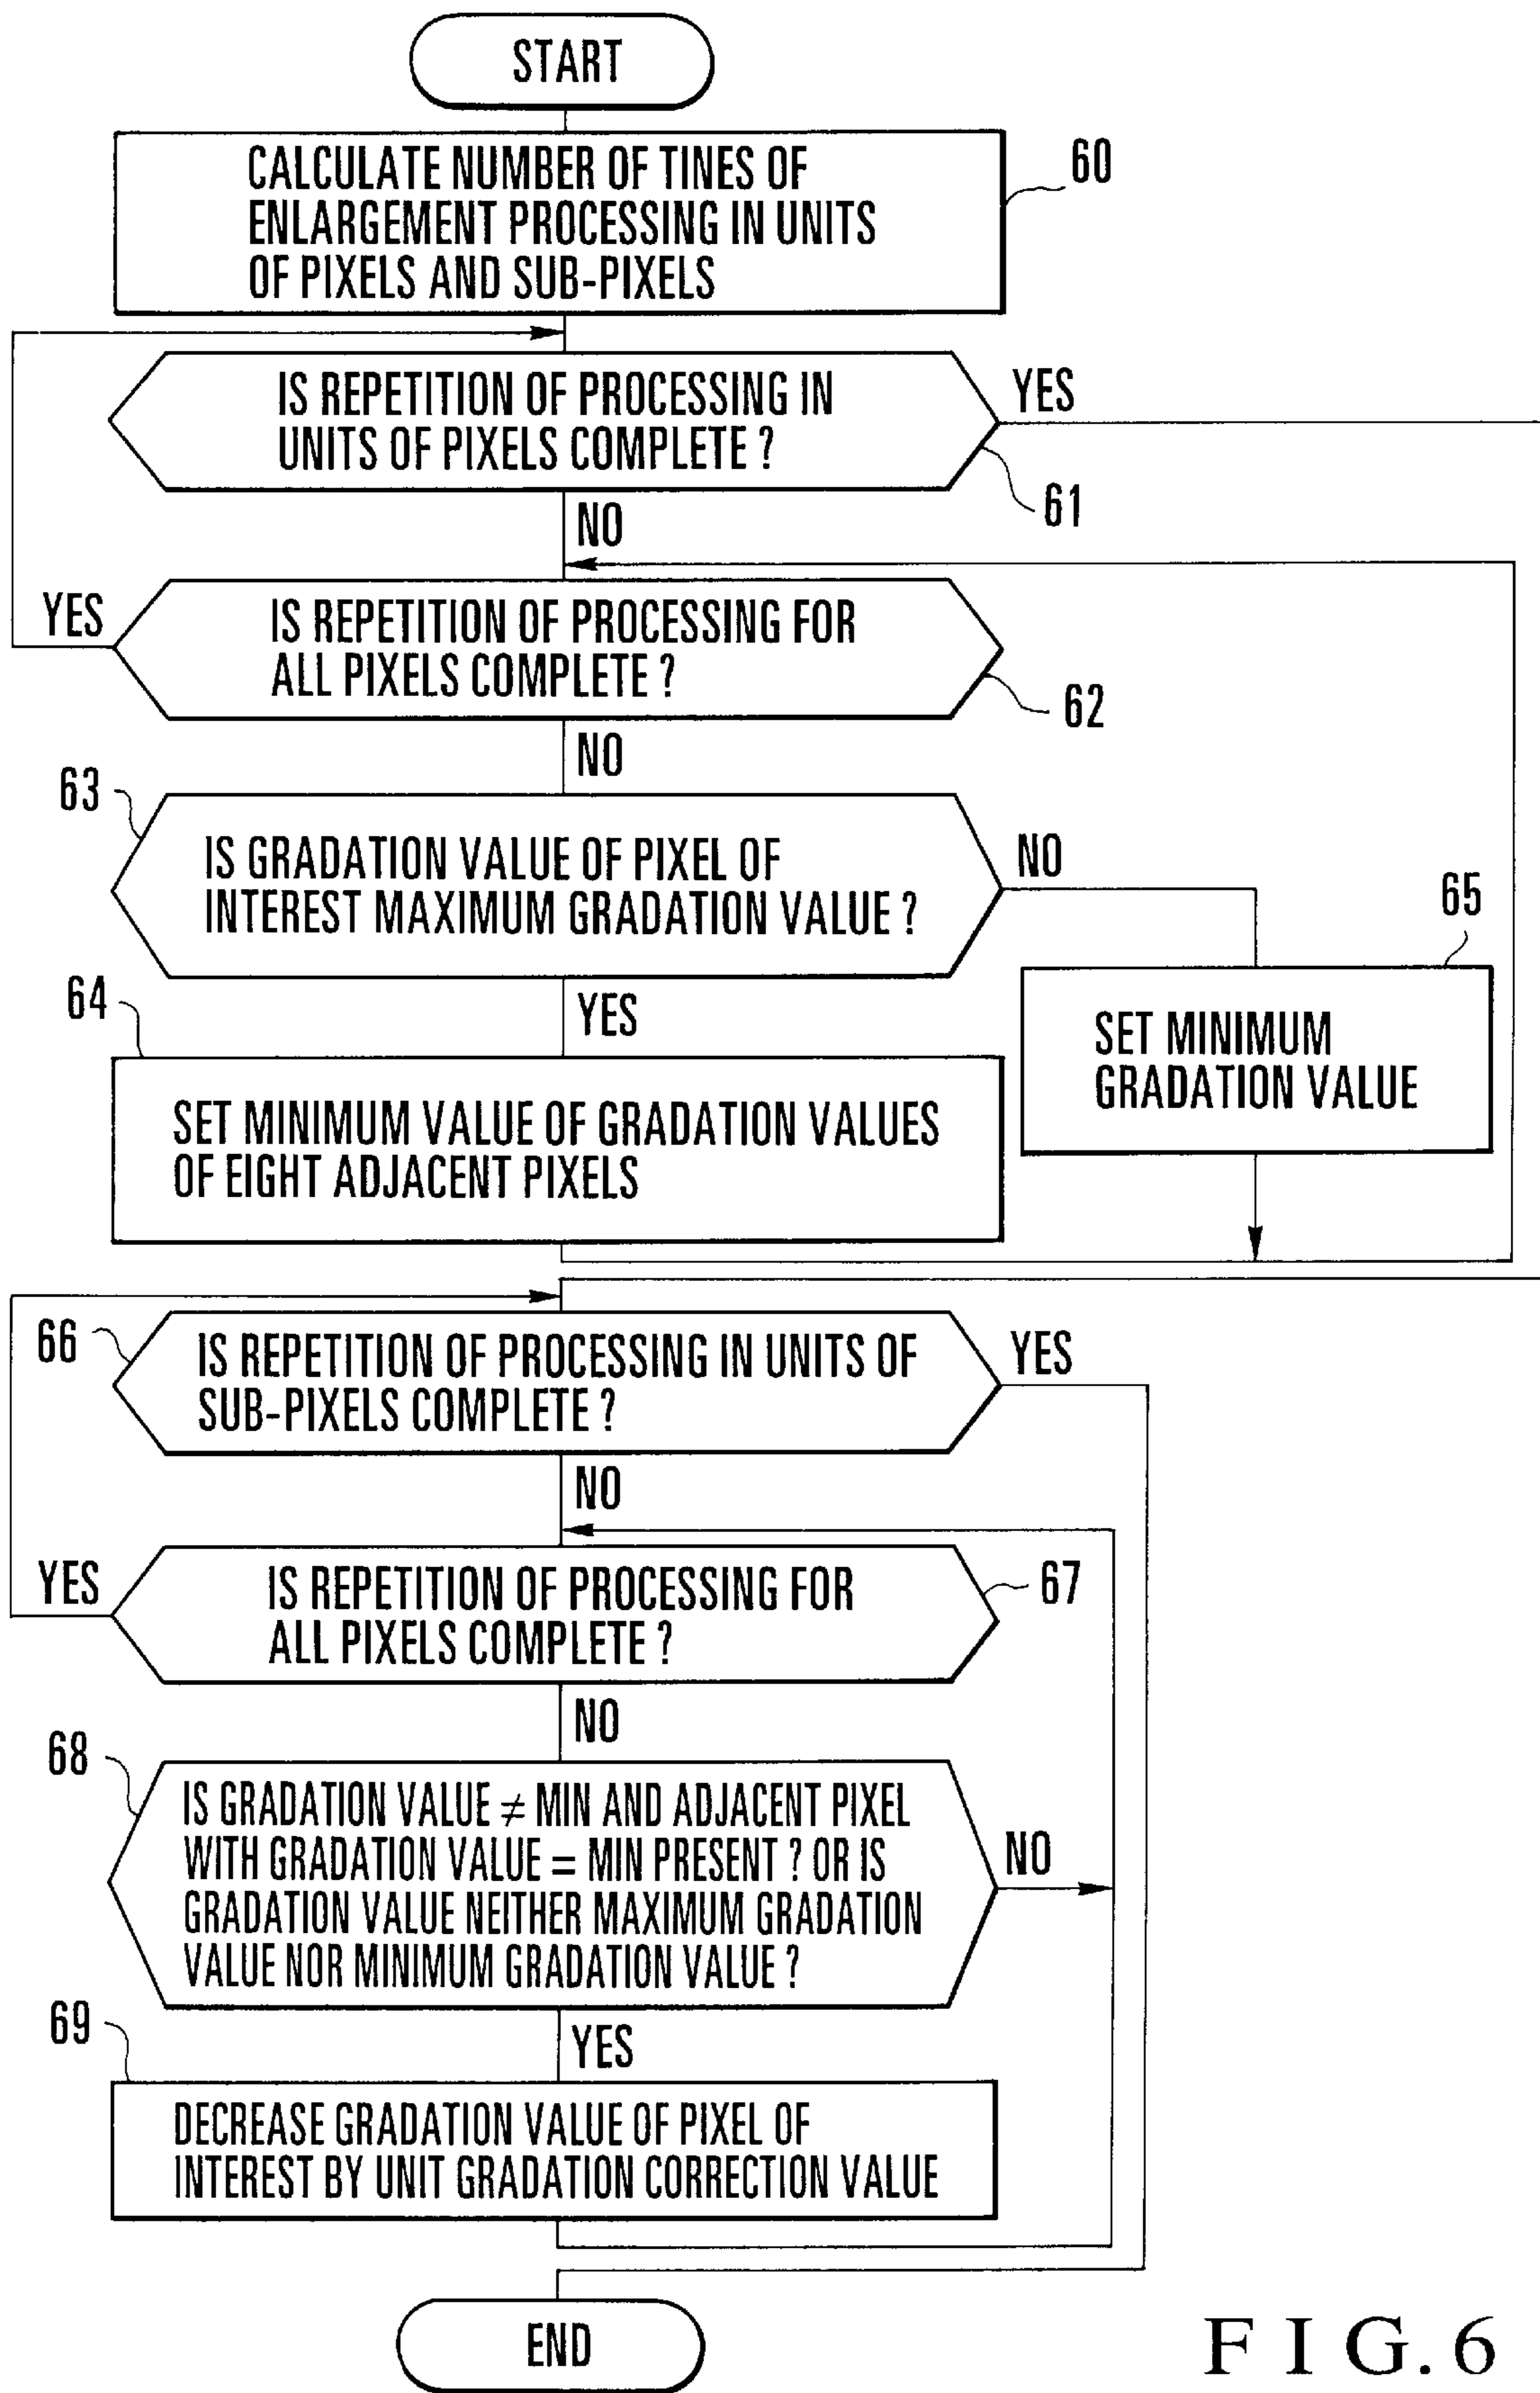 START
CALCULATE NUMBER OF TINES OF
ENLARGEMENT PROCESSING IN UNITS
OF PIXELS AND SUB-PIXELS
60
IS REPETITION OF PROCESSING IN
UNITS OF PIXELS COMPLETE ?
YES
61
NO
YES
IS REPETITION OF PROCESSING FOR
ALL PIXELS COMPLETE ?
62
NO
63
IS GRADATION VALUE OF PIXEL OF
INTEREST MAXIMUM GRADATION VALUE ?
NO
65
64
YES
SET MINIMUM
GRADATION VALUE
SET MINIMUM VALUE OF GRADATION VALUES
OF EIGHT ADJACENT PIXELS
66
IS REPETITION OF PROCESSING IN UNITS OF
SUB-PIXELS COMPLETE ?
YES
NO
YES
IS REPETITION OF PROCESSING FOR
ALL PIXELS COMPLETE ?
67
NO
68
IS GRADATION VALUE ≠ MIN AND ADJACENT PIXEL
WITH GRADATION VALUE = MIN PRESENT ? OR IS
GRADATION VALUE NEITHER MAXIMUM GRADATION
VALUE NOR MINIMUM GRADATION VALUE ?
NO
69
YES
DECREASE GRADATION VALUE OF PIXEL OF
INTEREST BY UNIT GRADATION CORRECTION VALUE
END
FIG.6